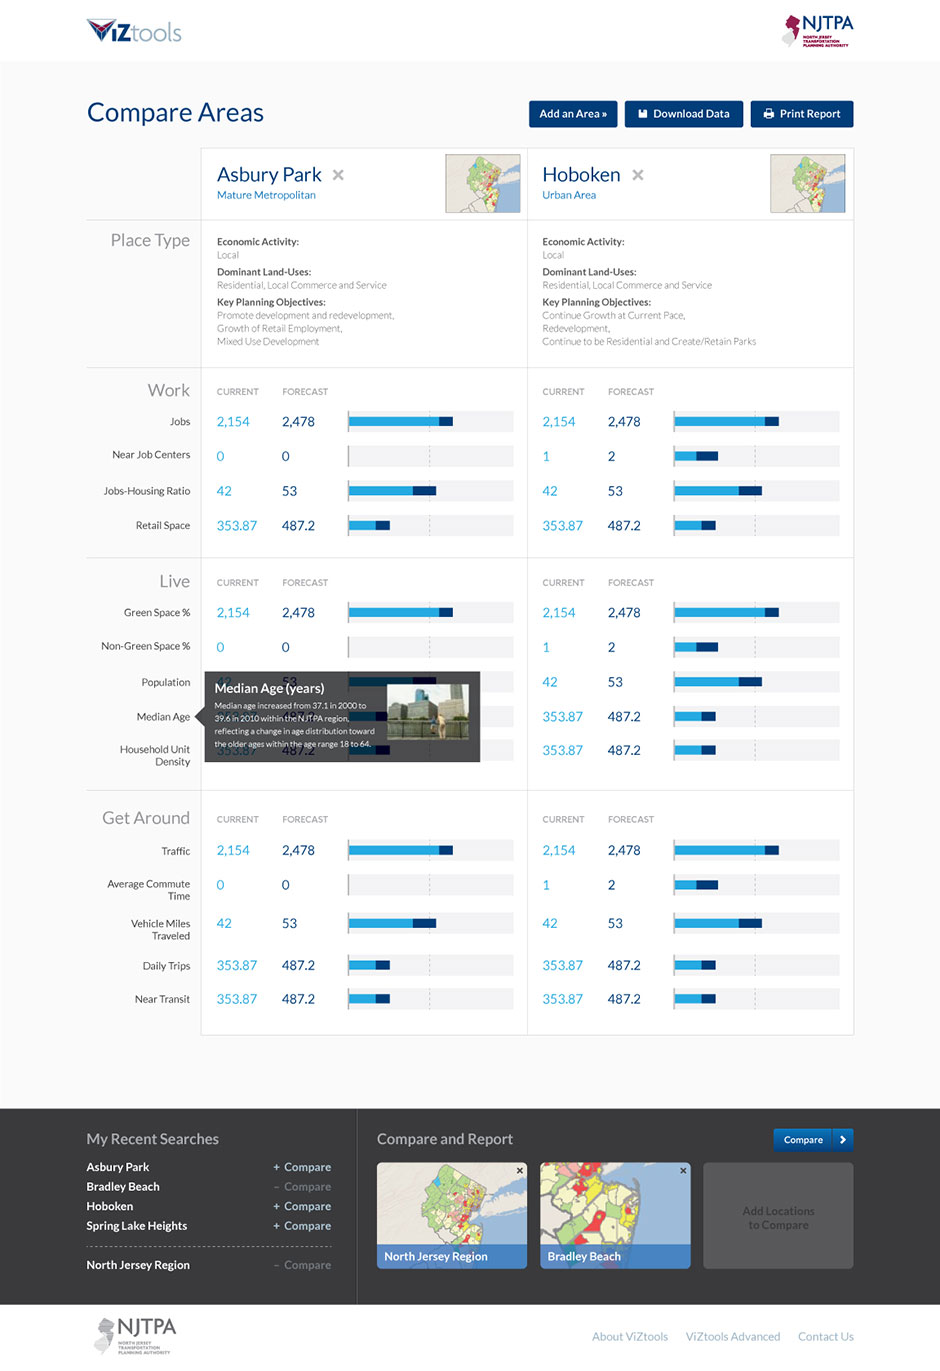 ViZtools
NJTPA
NORTH JERSEY
TRANSPORTATION
PLANNING AUTHORITY
Compare Areas
Add an Area »
Download Data
Print Report
Asbury Park ×
Mature Metropolitan
Hoboken ×
Urban Area
Place Type
Economic Activity:
Local
Dominant Land-Uses:
Residential, Local Commerce and Service
Key Planning Objectives:
Promote development and redevelopment,
Growth of Retail Employment,
Mixed Use Development
Economic Activity:
Local
Dominant Land-Uses:
Residential, Local Commerce and Service
Key Planning Objectives:
Continue Growth at Current Pace,
Redevelopment,
Continue to be Residential and Create/Retain Parks
Work CURRENT FORECAST CURRENT FORECAST
Jobs 2,154 2,478 2,154 2,478
Near Job Centers 0 0 1 2
Jobs-Housing Ratio 42 53 42 53
Retail Space 353.87 487.2 353.87 487.2
Live CURRENT FORECAST CURRENT FORECAST
Green Space % 2,154 2,478 2,154 2,478
Non-Green Space % 0 0 1 2
Population 42 53 42 53
Median Age 353.87 487.2
Household Unit
Density 353.87 487.2
Median Age (years)
Median age increased from 37.1 in 2000 to
39.6 in 2010 within the NJTPA region,
reflecting a change in age distribution toward
the older ages within the age range 18 to 64.
Get Around CURRENT FORECAST CURRENT FORECAST
Traffic 2,154 2,478 2,154 2,478
Average Commute
Time 0 0 1 2
Vehicle Miles
Traveled 42 53 42 53
Daily Trips 353.87 487.2 353.87 487.2
Near Transit 353.87 487.2 353.87 487.2
My Recent Searches
Asbury Park + Compare
Bradley Beach – Compare
Hoboken + Compare
Spring Lake Heights + Compare
North Jersey Region – Compare
Compare and Report
Compare
North Jersey Region
Bradley Beach
Add Locations
to Compare
NJTPA
NORTH JERSEY
TRANSPORTATION
PLANNING AUTHORITY
About ViZtools
ViZtools Advanced
Contact Us